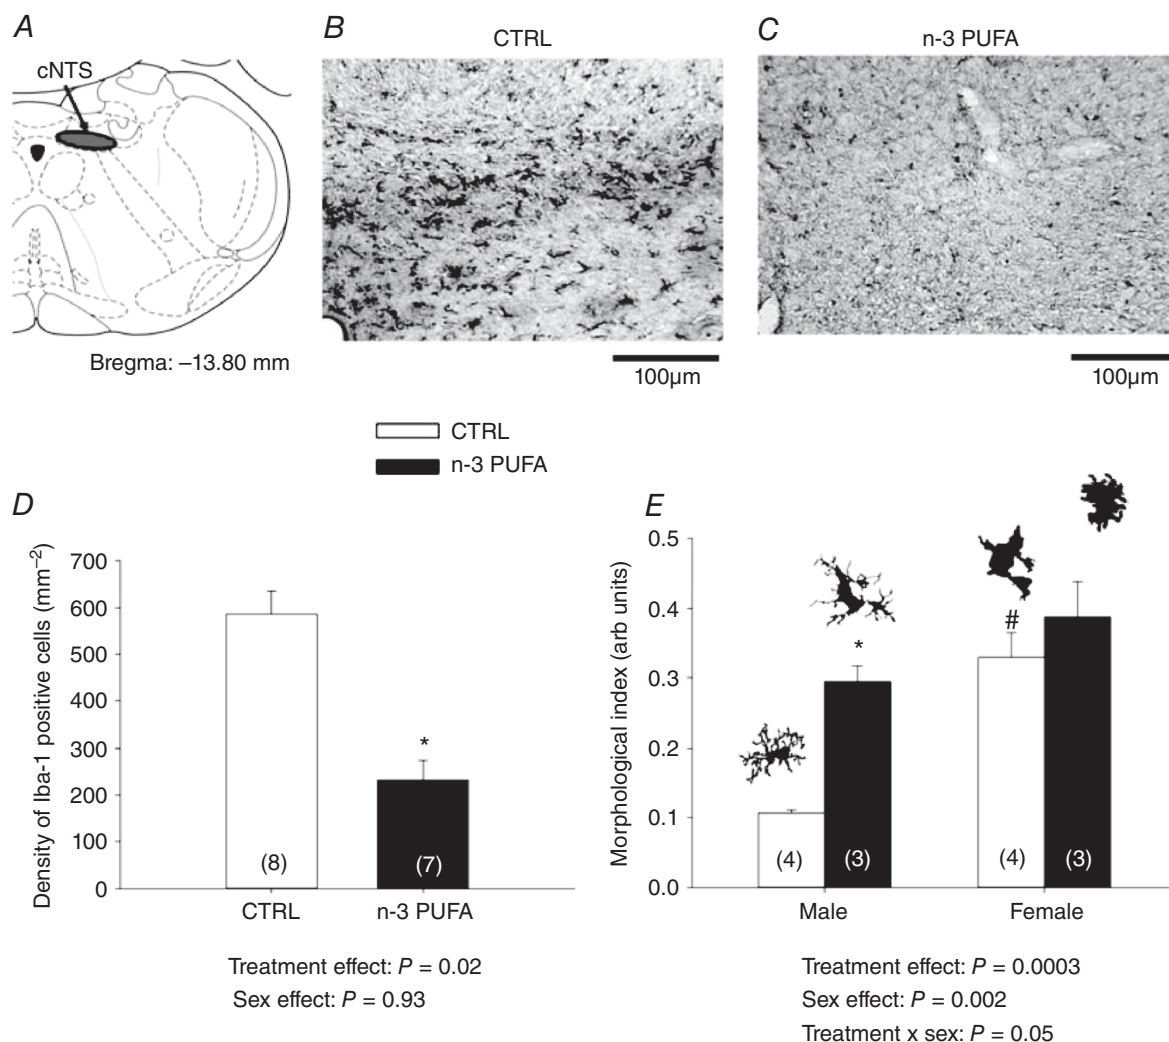 A
cNTS
Bregma: –13.80 mm
B
CTRL
100µm
C
n-3 PUFA
100µm
CTRL
n-3 PUFA
D
Density of Iba-1 positive cells (mm⁻²)
700
600
500
400
300
200
100
0
(8)
*
(7)
CTRL
n-3 PUFA
Treatment effect: P = 0.02
Sex effect: P = 0.93
E
Morphological index (arb units)
0.5
0.4
0.3
0.2
0.1
0.0
(4)
*
(3)
#
(4)
(3)
Male
Female
Treatment effect: P = 0.0003
Sex effect: P = 0.002
Treatment x sex: P = 0.05